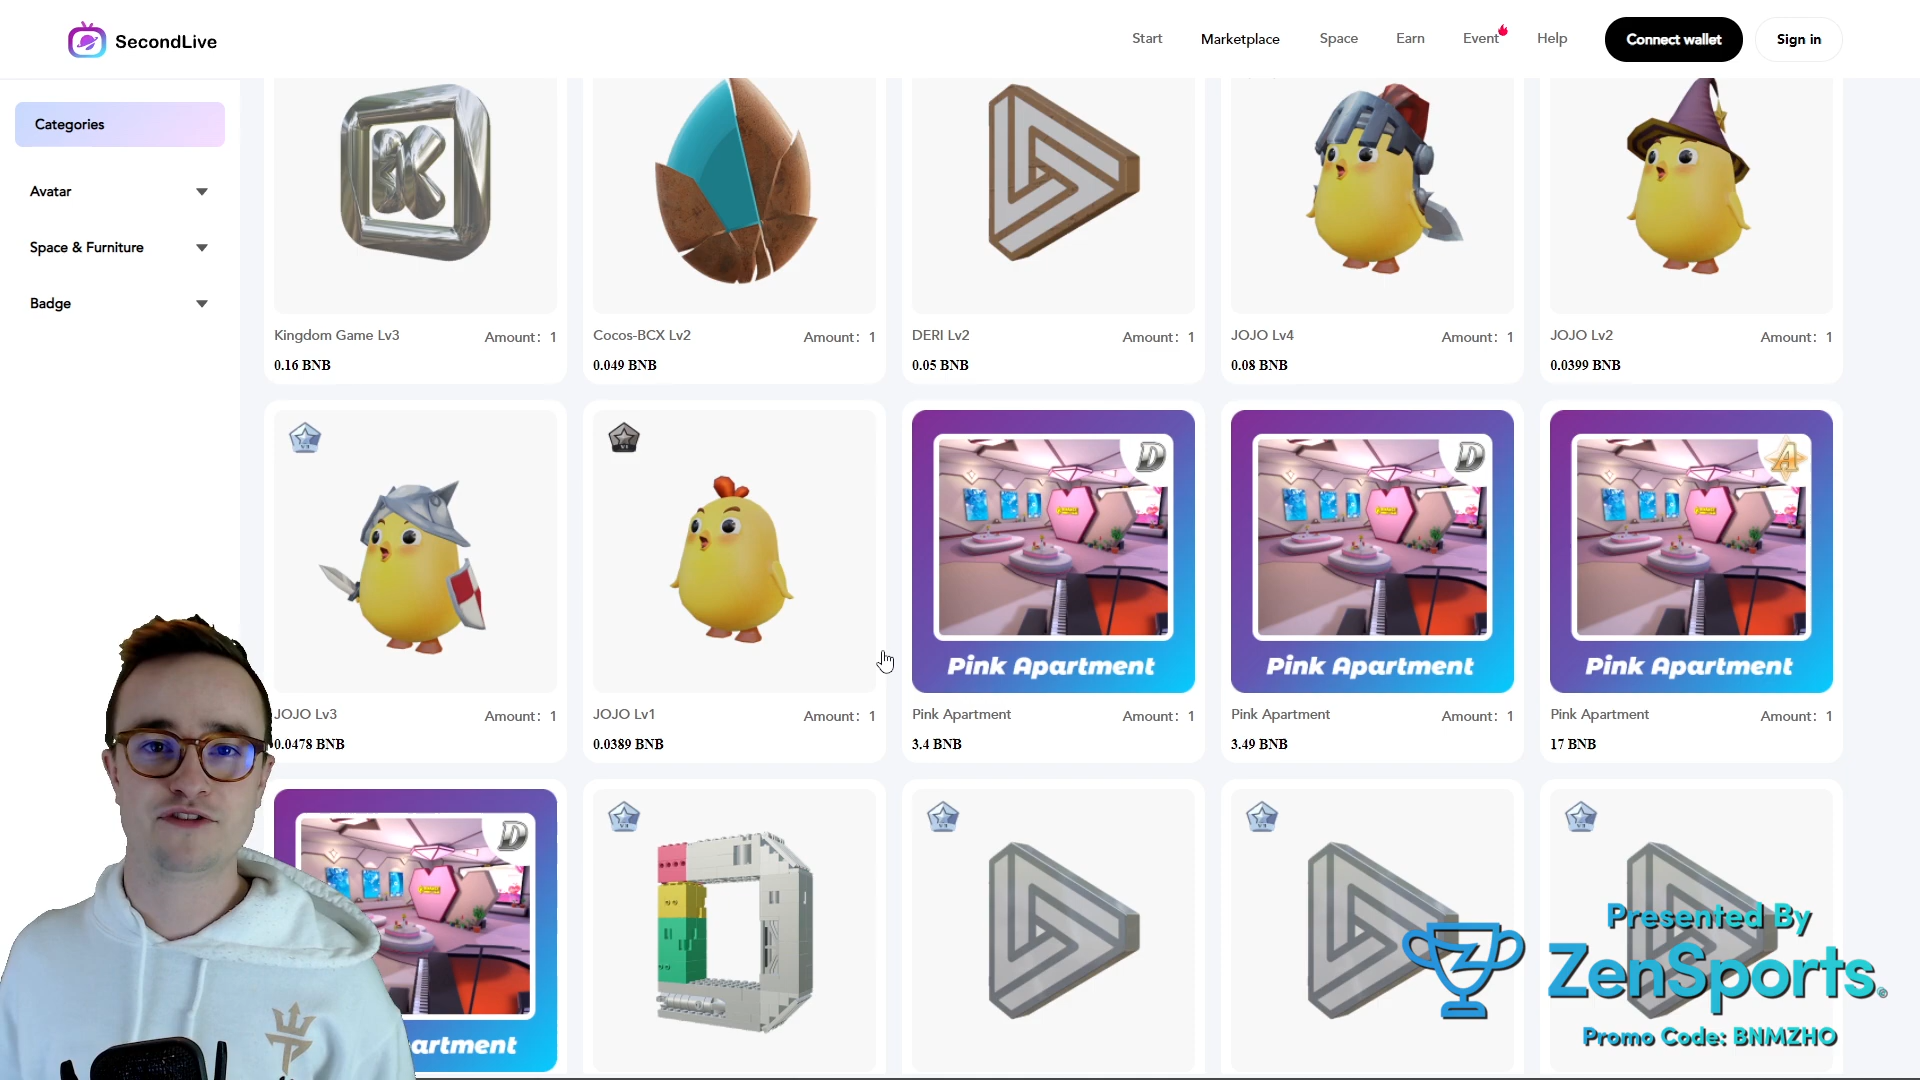 SecondLive
Start
Marketplace
Space
Earn
Event
Help
Connect wallet
Sign in
Categories
Avatar
Space & Furniture
Badge
Kingdom Game Lv3
Amount: 1
0.16 BNB
Cocos-BCX Lv2
Amount: 1
0.049 BNB
DERI Lv2
Amount: 1
0.05 BNB
JOJO Lv4
Amount: 1
0.08 BNB
JOJO Lv2
Amount: 1
0.0399 BNB
D
D
A
Pink Apartment
Pink Apartment
Pink Apartment
JOJO Lv3
Amount: 1
0.0478 BNB
JOJO Lv1
Amount: 1
0.0389 BNB
Pink Apartment
Amount: 1
3.4 BNB
Pink Apartment
Amount: 1
3.49 BNB
Pink Apartment
Amount: 1
17 BNB
D
artment
Presented By
ZenSports
Promo Code: BNMZHO